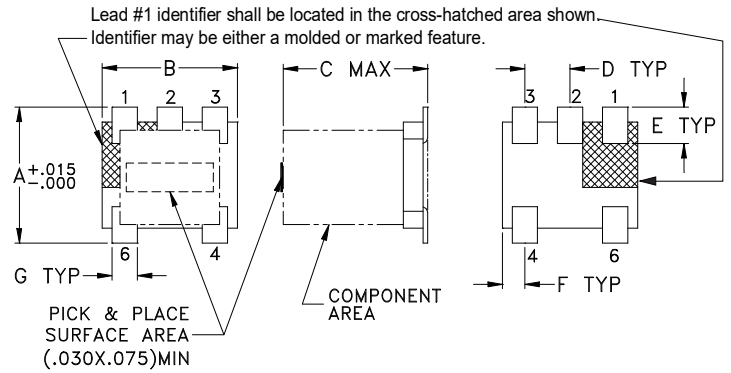 Lead #1 identifier shall be located in the cross-hatched area shown.
Identifier may be either a molded or marked feature.
B
C MAX
D TYP
1 2 3
3 2 1
E TYP
A +.015
-.000
6 4
4 6
G TYP
F TYP
COMPONENT
AREA
PICK & PLACE
SURFACE AREA
(.030X.075)MIN